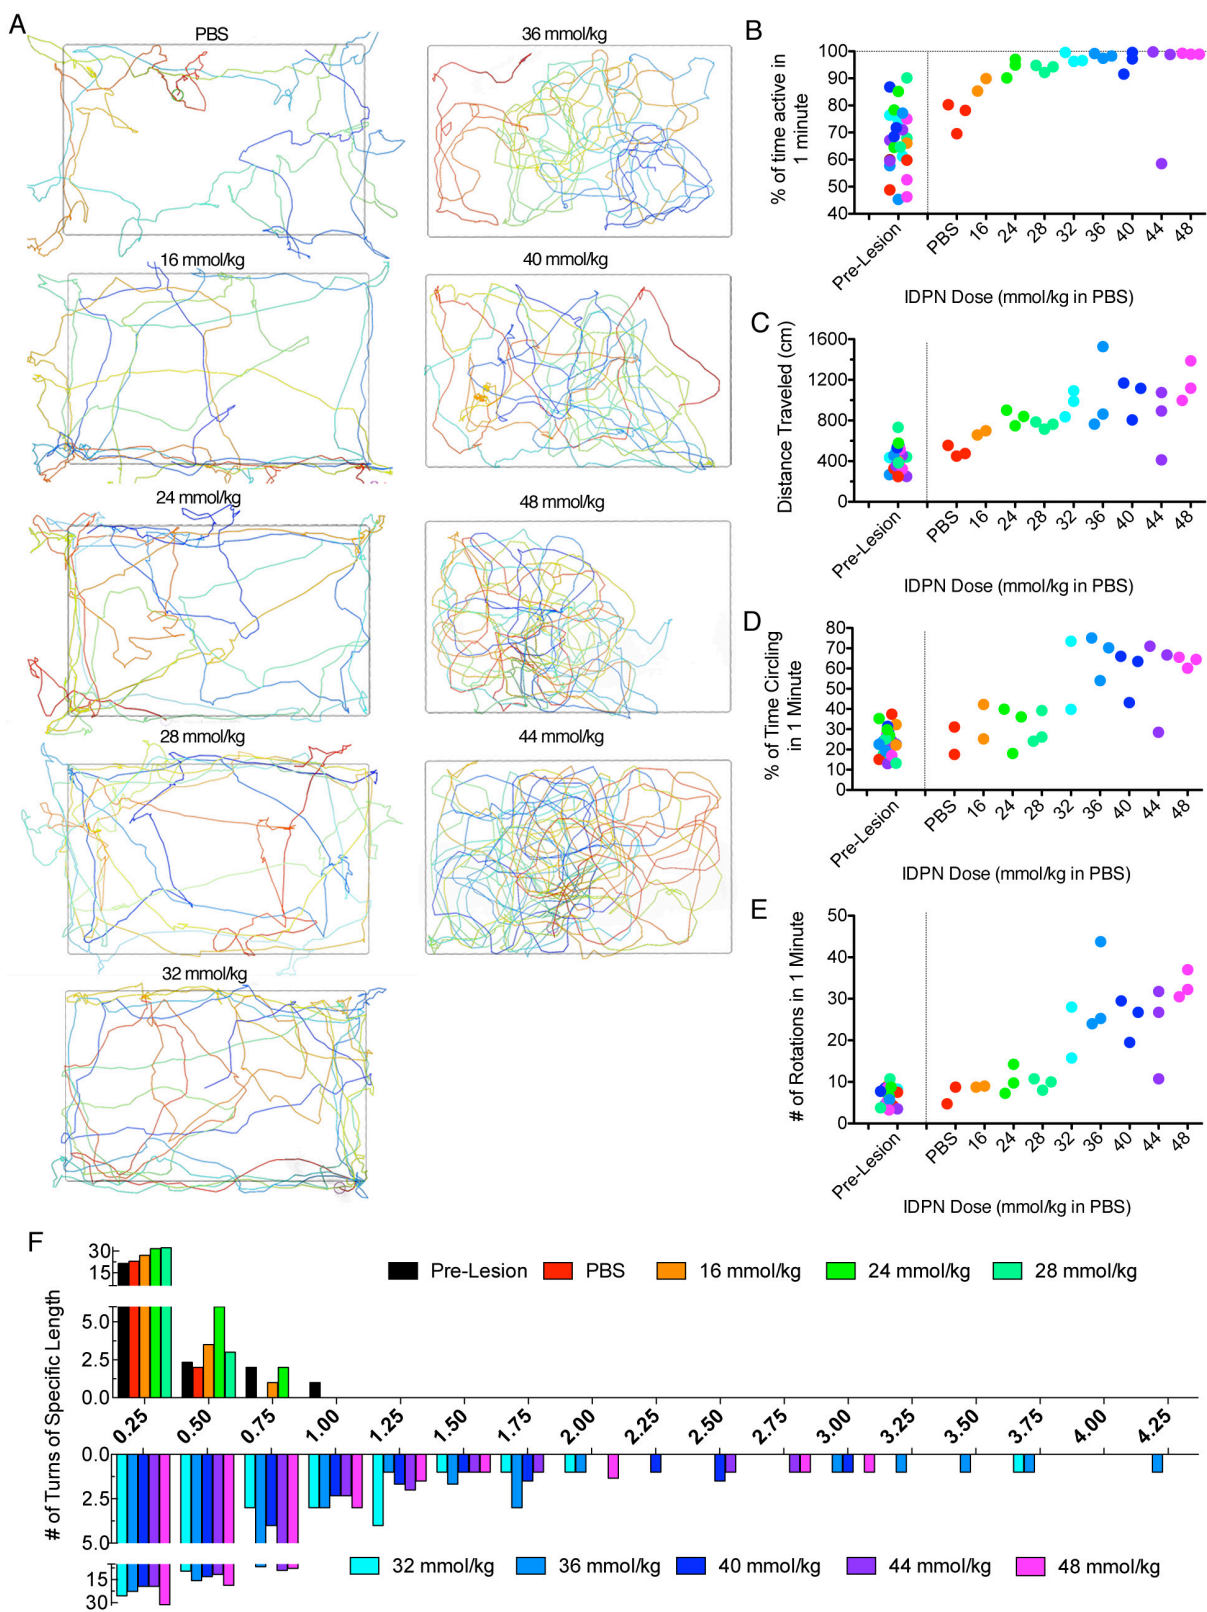 A
PBS
36 mmol/kg
16 mmol/kg
40 mmol/kg
24 mmol/kg
48 mmol/kg
28 mmol/kg
44 mmol/kg
32 mmol/kg
B
% of time active in
1 minute
100
90
80
70
60
50
40
Pre-Lesion
PBS
16
24
28
32
36
40
44
48
IDPN Dose (mmol/kg in PBS)
C
Distance Traveled (cm)
1600
1200
800
400
0
Pre-Lesion
PBS
16
24
28
32
36
40
44
48
IDPN Dose (mmol/kg in PBS)
D
% of Time Circling
in 1 Minute
80
70
60
50
40
30
20
10
0
Pre-Lesion
PBS
16
24
28
32
36
40
44
48
IDPN Dose (mmol/kg in PBS)
E
# of Rotations in 1 Minute
50
40
30
20
10
0
Pre-Lesion
PBS
16
24
28
32
36
40
44
48
IDPN Dose (mmol/kg in PBS)
F
# of Turns of Specific Length
30
15
5.0
2.5
0.0
Pre-Lesion
PBS
16 mmol/kg
24 mmol/kg
28 mmol/kg
0.25
0.50
0.75
1.00
1.25
1.50
1.75
2.00
2.25
2.50
2.75
3.00
3.25
3.50
3.75
4.00
4.25
0.0
2.5
5.0
15
30
32 mmol/kg
36 mmol/kg
40 mmol/kg
44 mmol/kg
48 mmol/kg